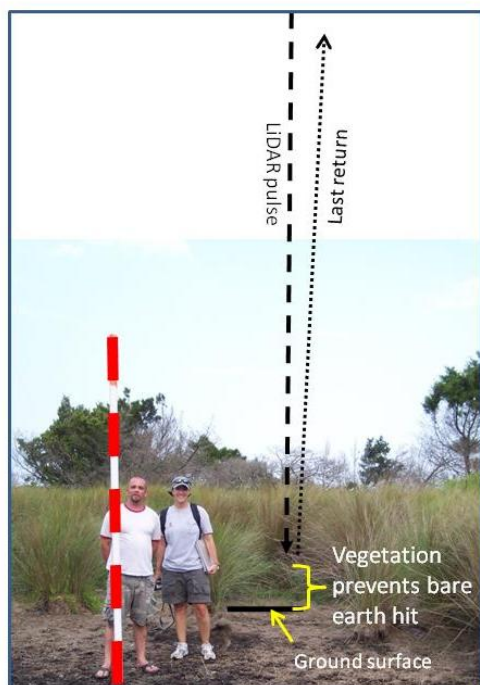 LiDAR pulse
Last return
Vegetation
prevents bare
earth hit
Ground surface